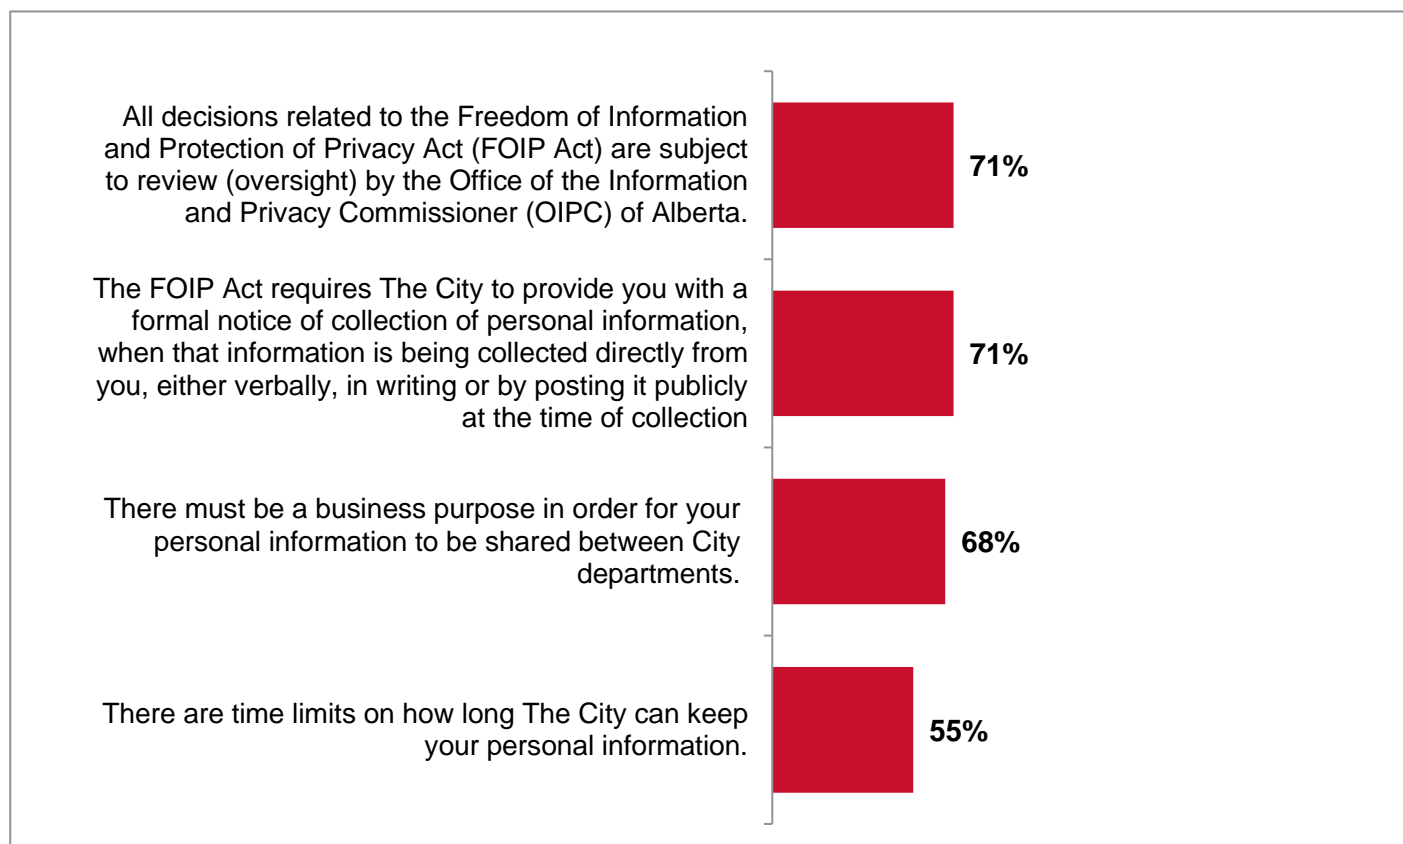 All decisions related to the Freedom of Information
and Protection of Privacy Act (FOIP Act) are subject
to review (oversight) by the Office of the Information
and Privacy Commissioner (OIPC) of Alberta.
71%
The FOIP Act requires The City to provide you with a
formal notice of collection of personal information,
when that information is being collected directly from
you, either verbally, in writing or by posting it publicly
at the time of collection
71%
There must be a business purpose in order for your
personal information to be shared between City
departments.
68%
There are time limits on how long The City can keep
your personal information.
55%